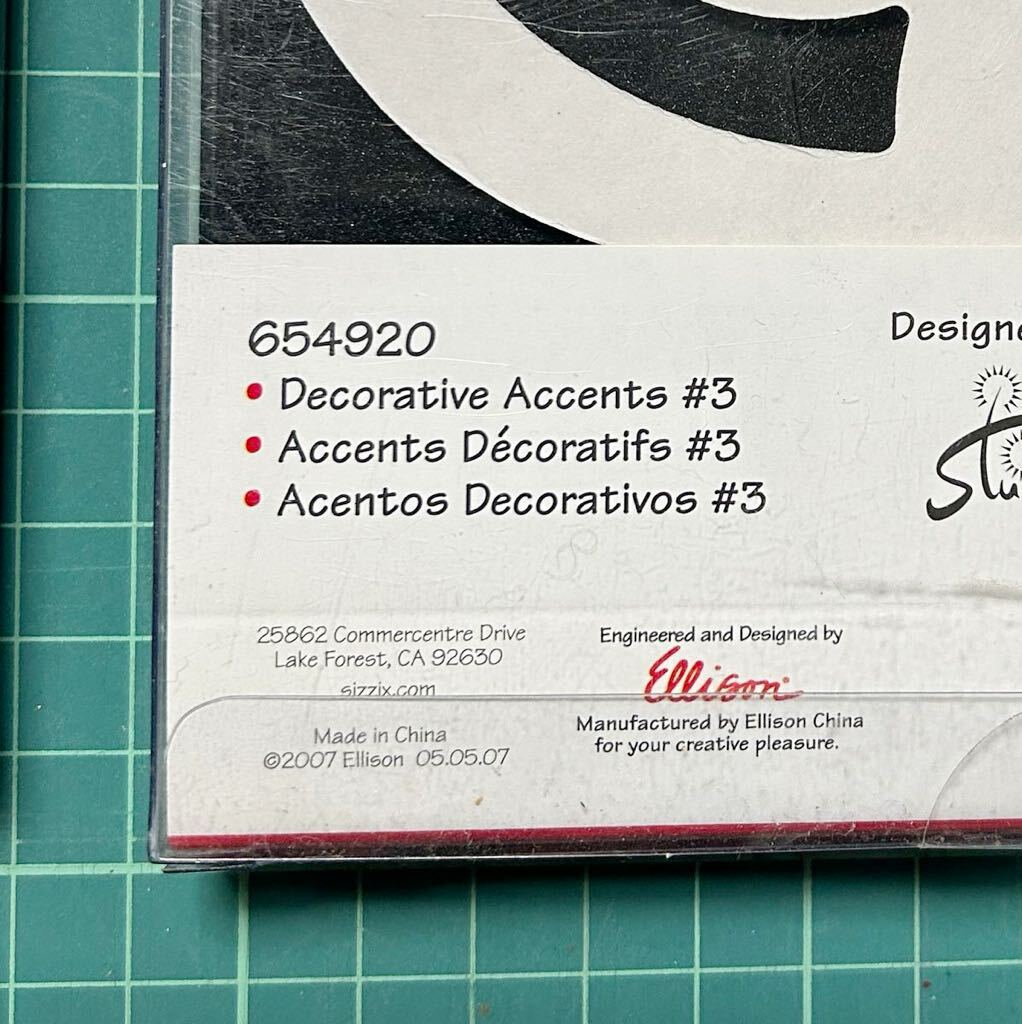 654920
• Decorative Accents #3
• Accents Décoratifs #3
• Acentos Decorativos #3
25862 Commercentre Drive
Lake Forest, CA 92630
sizzix.com
Made in China
©2007 Ellison 05.05.07
Engineered and Designed by
Ellison
Manufactured by Ellison China
for your creative pleasure.